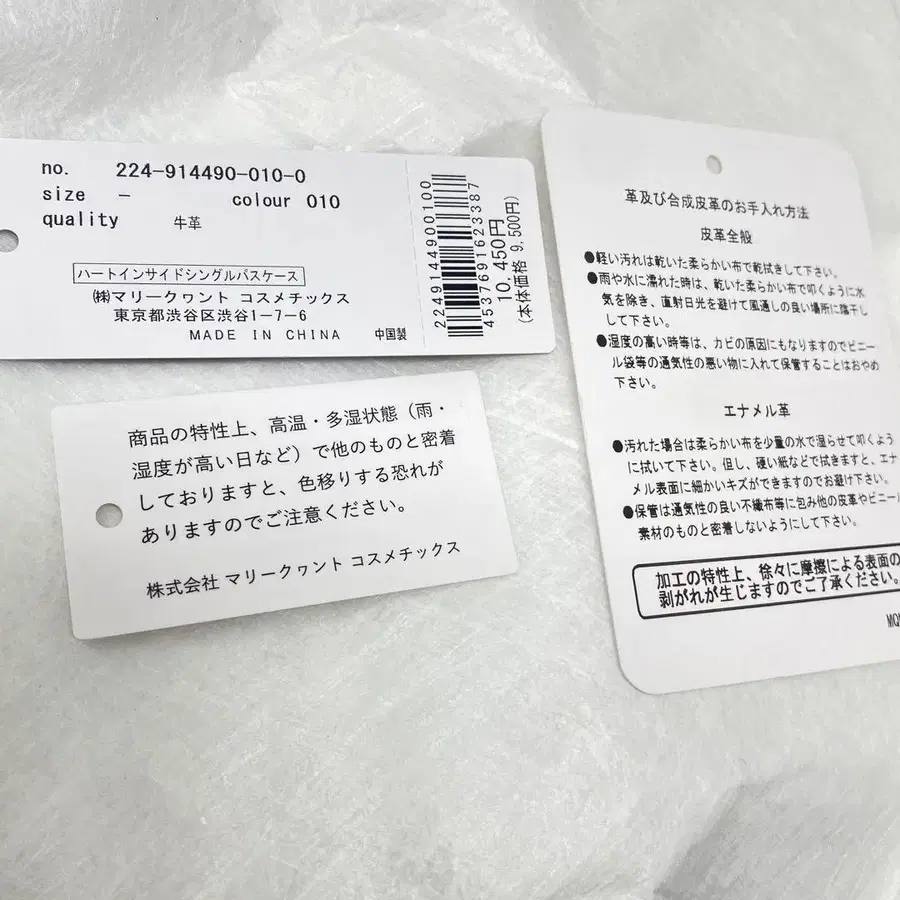 no. 224-914490-010-0
size - colour 010
quality 牛革
ハートインサイドシングルパスケース
㈱マリークヮント コスメチックス
東京都渋谷区渋谷1-7-6
MADE IN CHINA 中国製
2249144900100
4537691623387
10,450円
(本体価格 9,500円)
商品の特性上、高温・多湿状態（雨・
湿度が高い日など）で他のものと密着
しておりますと、色移りする恐れが
ありますのでご注意ください。
株式会社 マリークヮント コスメチックス
革及び合成皮革のお手入れ方法
皮革全般
●軽い汚れは乾いた柔らかい布で乾拭きして下さい。
●雨や水に濡れた時は、乾いた柔らかい布で叩くように水
気を除き、直射日光を避けて風通しの良い場所に陰干し
して下さい。
●湿度の高い時等は、カビの原因にもなりますのでビニー
ル袋等の通気性の悪い物に入れて保管することはおやめ
下さい。
エナメル革
●汚れた場合は柔らかい布を少量の水で湿らせて叩くよう
に拭いて下さい。但し、硬い紙などで拭きますと、エナ
メル表面に細かいキズができますのでお避け下さい。
●保管は通気性の良い不織布等に包み他の皮革やビニール
素材のものと密着しないようにして下さい。
加工の特性上、徐々に摩擦による表面の
剥がれが生じますのでご了承ください。